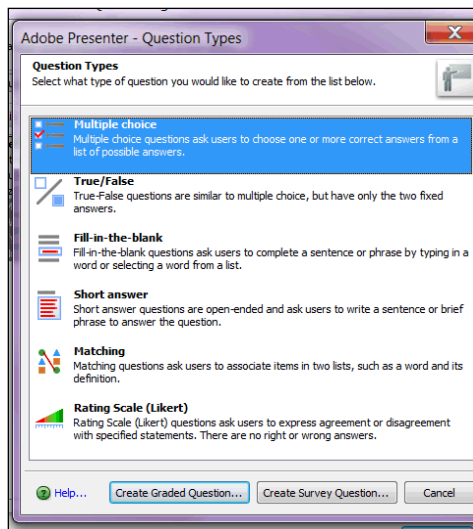 Adobe Presenter - Question Types
Question Types
Select what type of question you would like to create from the list below.
Multiple choice
Multiple choice questions ask users to choose one or more correct answers from a
list of possible answers.
True/False
True-False questions are similar to multiple choice, but have only the two fixed
answers.
Fill-in-the-blank
Fill-in-the-blank questions ask users to complete a sentence or phrase by typing in a
word or selecting a word from a list.
Short answer
Short answer questions are open-ended and ask users to write a sentence or brief
phrase to answer the question.
Matching
Matching questions ask users to associate items in two lists, such as a word and its
definition.
Rating Scale (Likert)
Rating Scale (Likert) questions ask users to express agreement or disagreement
with specified statements. There are no right or wrong answers.
Help... Create Graded Question... Create Survey Question... Cancel